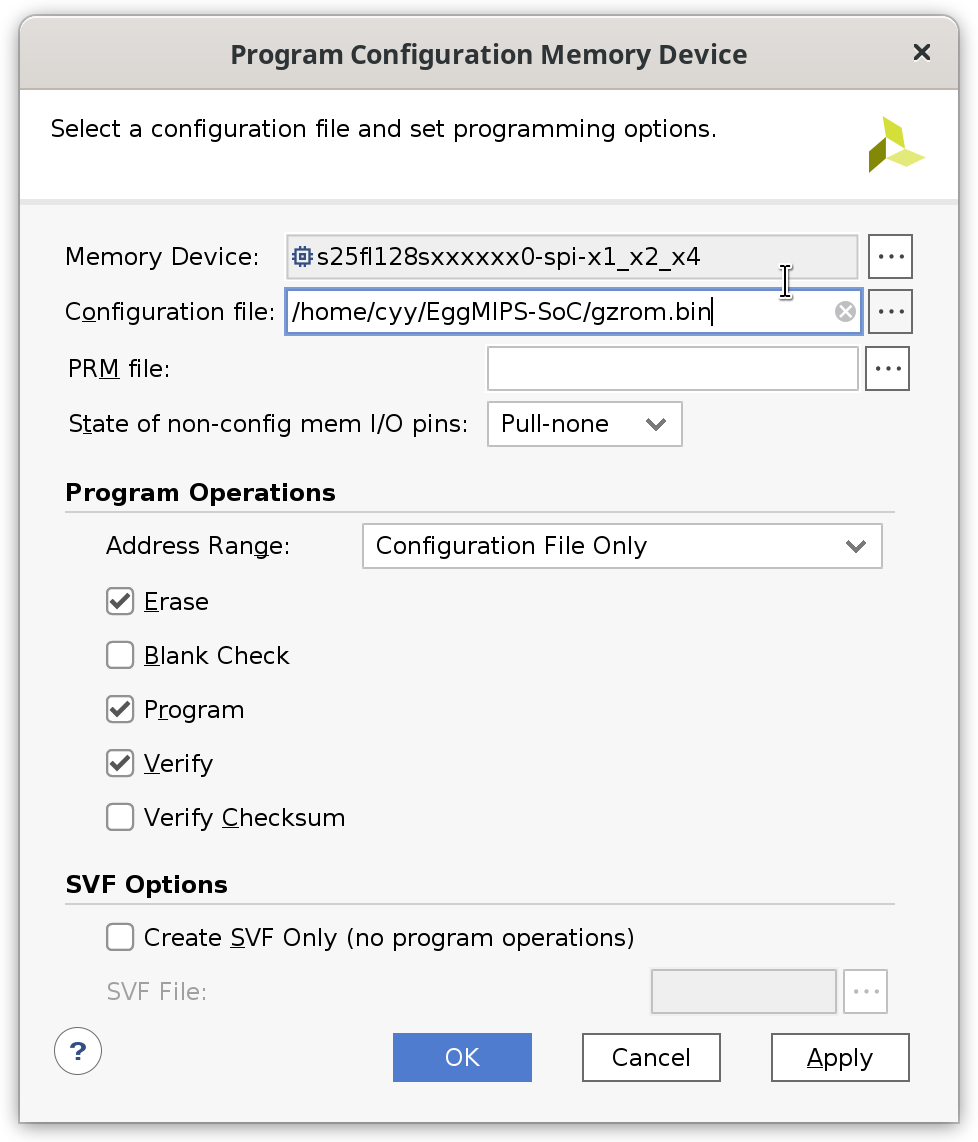 Program Configuration Memory Device
Select a configuration file and set programming options.
Memory Device: s25fl128sxxxxxx0-spi-x1_x2_x4 ...
Configuration file: /home/cyy/EggMIPS-SoC/gzrom.bin ...
PRM file: ...
State of non-config mem I/O pins: Pull-none
Program Operations
Address Range: Configuration File Only
Erase
Blank Check
Program
Verify
Verify Checksum
SVF Options
Create SVF Only (no program operations)
SVF File: ...
? OK Cancel Apply